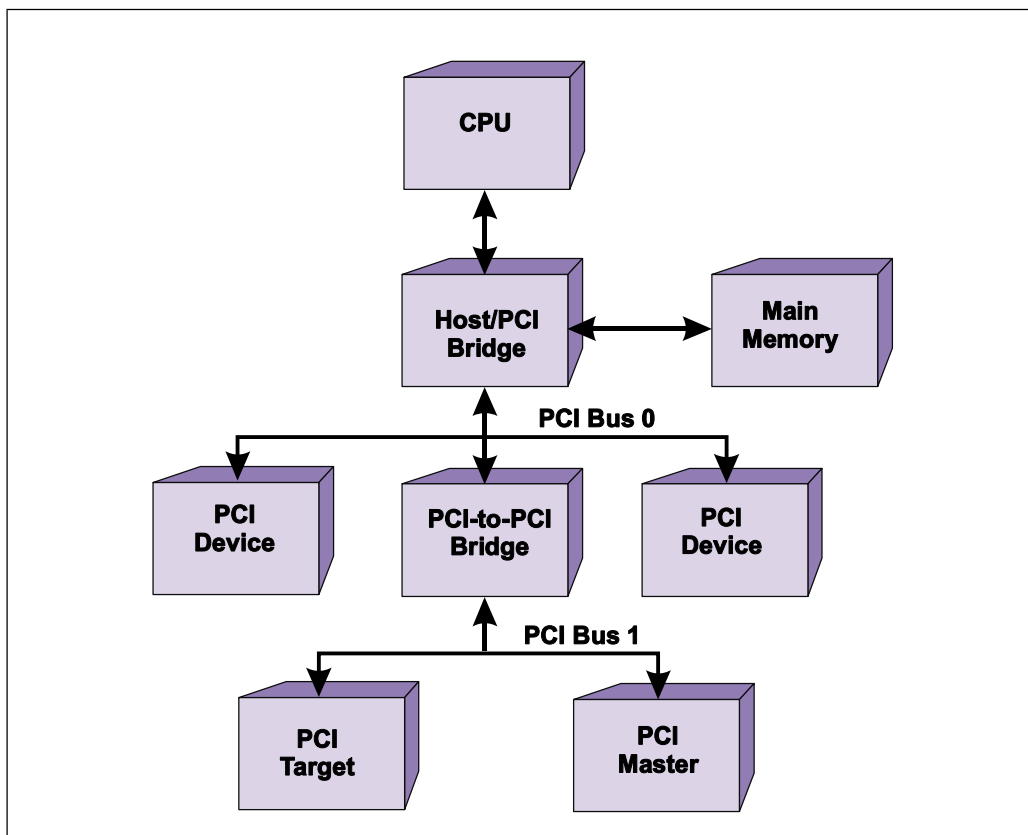 CPU
Host/PCI
Bridge
Main
Memory
PCI Bus 0
PCI
Device
PCI-to-PCI
Bridge
PCI
Device
PCI Bus 1
PCI
Target
PCI
Master